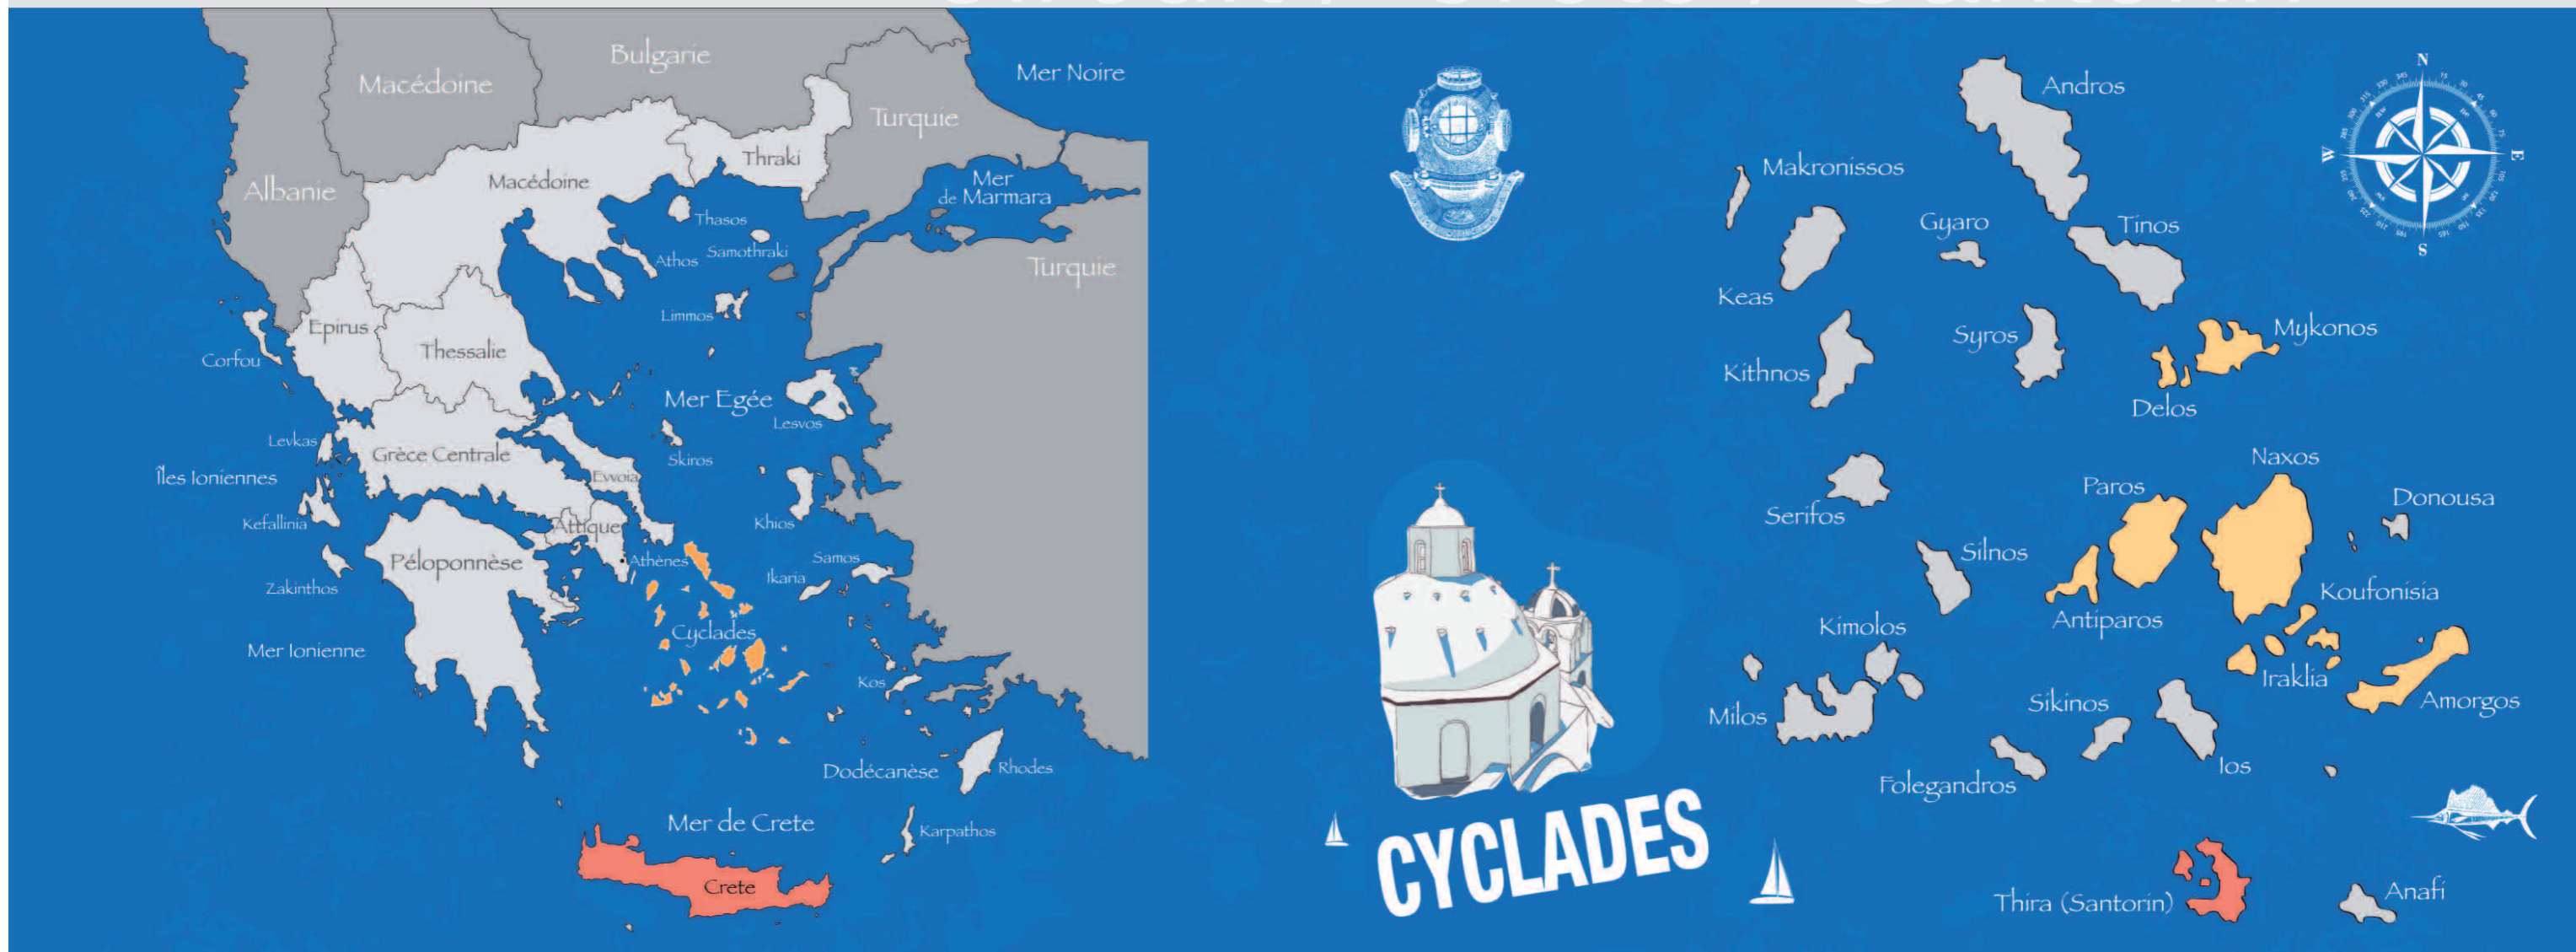 Bulgarie
Macédoine
Mer Noire
Turquie
Thraki
Albanie
Macédoine
Mer
de Marmara
Thasos
Samothraki
Athos
Turquie
Limmos
Epirus
Thessalie
Corfou
Mer Egée
Lesvos
Levkas
Grèce Centrale
Skiros
Îles Ioniennes
Ewoia
Kefallinia
Attique
Khios
Péloponnèse
Athènes
Samos
Ikaria
Zakinthos
Cyclades
Mer Ionienne
Kos
Dodécanèse
Rhodes
Mer de Crete
Karpathos
Crete
CYCLADES
Andros
Makronissos
Gyaro
Tinos
Keas
Syros
Mykonos
Kithnos
Delos
Naxos
Paros
Donousa
Serifos
Silnos
Koufonisia
Antiparos
Kimolos
Iraklia
Amorgos
Sikinos
Milos
Ios
Folegandros
Thira (Santorin)
Anafi
N
W
E
S